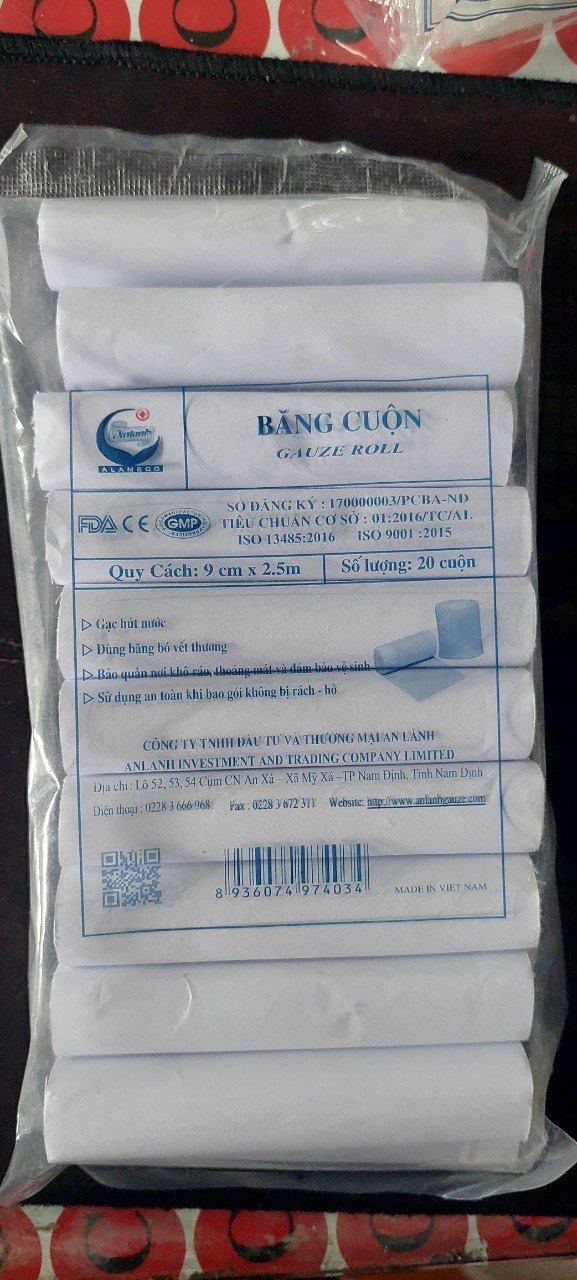 Anlanh
ALAMECO
BĂNG CUỘN
GAUZE ROLL
FDA CE GMP
SỐ ĐĂNG KÝ : 170000003/PCBA-NĐ
TIÊU CHUẨN CƠ SỞ : 01:2016/TC/AL
ISO 13485:2016 ISO 9001 :2015
Quy Cách: 9 cm x 2.5m
Số lượng: 20 cuộn
Gạc hút nước
Dùng băng bó vết thương
Bảo quản nơi khô ráo, thoáng mát và đảm bảo vệ sinh
Sử dụng an toàn khi bao gói không bị rách - hở
CÔNG TY TNHH ĐẦU TƯ VÀ THƯƠNG MẠI AN LÀNH
ANLANH INVESTMENT AND TRADING COMPANY LIMITED
Địa chỉ : Lô 52, 53, 54 Cụm CN An Xá – Xã Mỹ Xá –TP Nam Định, Tỉnh Nam Định
Điện thoại : 0228 3 666 968 Fax : 0228 3 672 311 Website: http://www.anlanhgauze.com
8 936074 974034
MADE IN VIET NAM